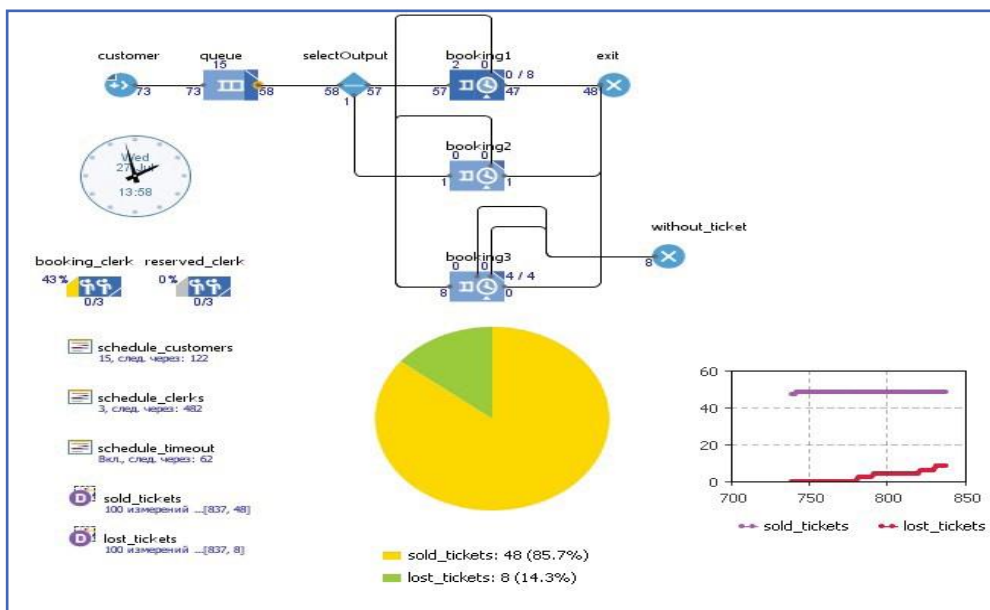 customer
queue
selectOutput
booking1
exit
15
2 0
0 / 8
73
73
58
58
57
57
47
48
1
booking2
0 0
1
1
Wed
13:58
without_ticket
8
booking3
0 0
4 / 4
8
0
booking_clerk
reserved_clerk
43%
0%
0/3
0/3
schedule_customers
15, след. через: 122
schedule_clerks
3, след. через: 482
schedule_timeout
Вкл., след. через: 62
D
sold_tickets
100 измерений ...[837, 48]
D
lost_tickets
100 измерений ...[837, 8]
sold_tickets: 48 (85.7%)
lost_tickets: 8 (14.3%)
60
40
20
0
700
750
800
850
sold_tickets
lost_tickets